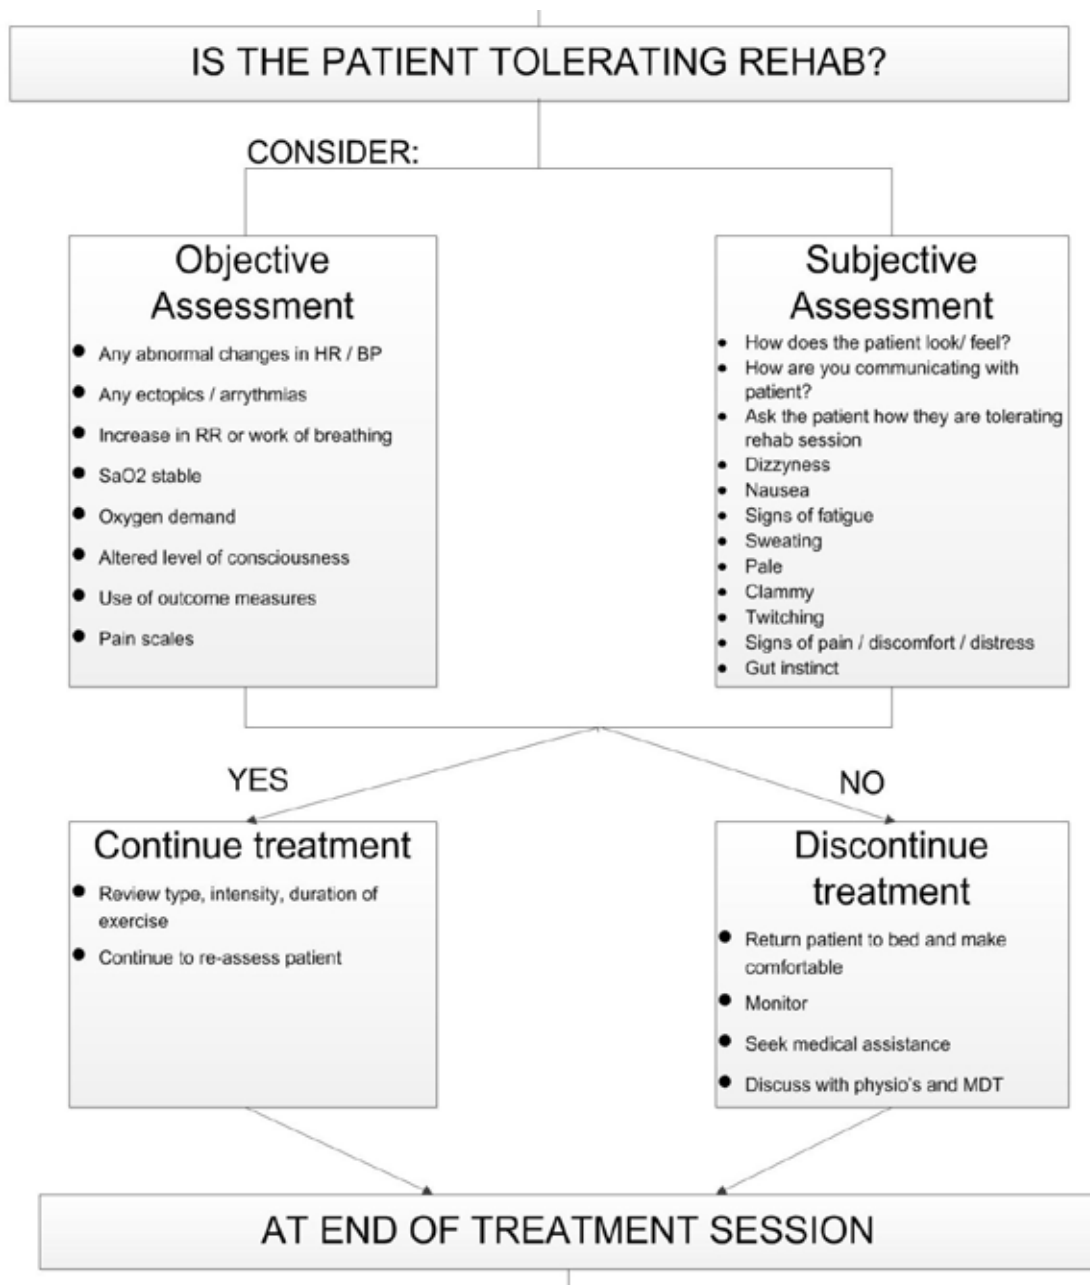 IS THE PATIENT TOLERATING REHAB?
CONSIDER:
Objective
Assessment
● Any abnormal changes in HR / BP
● Any ectopics / arrythmias
● Increase in RR or work of breathing
● SaO2 stable
● Oxygen demand
● Altered level of consciousness
● Use of outcome measures
● Pain scales
Subjective
Assessment
• How does the patient look/ feel?
• How are you communicating with
patient?
• Ask the patient how they are tolerating
rehab session
• Dizzyness
• Nausea
• Signs of fatigue
• Sweating
• Pale
• Clammy
• Twitching
• Signs of pain / discomfort / distress
• Gut instinct
YES
NO
Continue treatment
● Review type, intensity, duration of
exercise
● Continue to re-assess patient
Discontinue
treatment
● Return patient to bed and make
comfortable
● Monitor
● Seek medical assistance
● Discuss with physio's and MDT
AT END OF TREATMENT SESSION